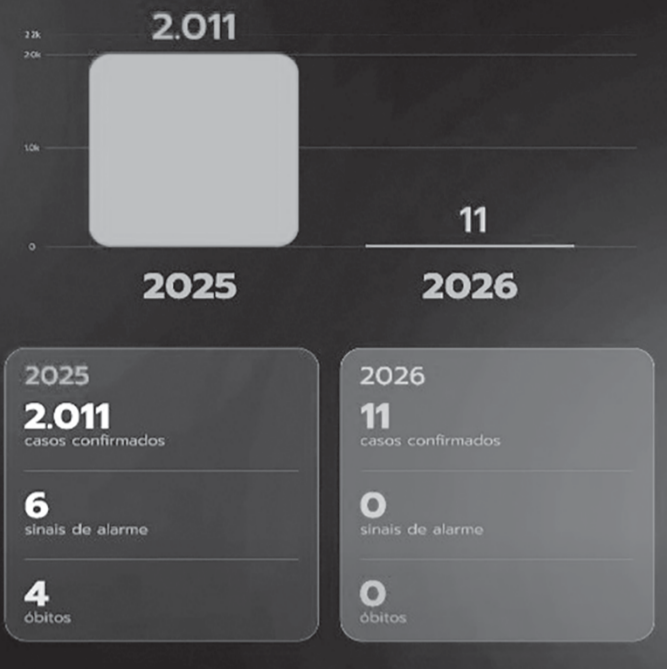 2.011
2.2k
2.0k
1.0k
11
0
2025
2026
2025
2.011
casos confirmados
6
sinais de alarme
4
óbitos
2026
11
casos confirmados
0
sinais de alarme
0
óbitos